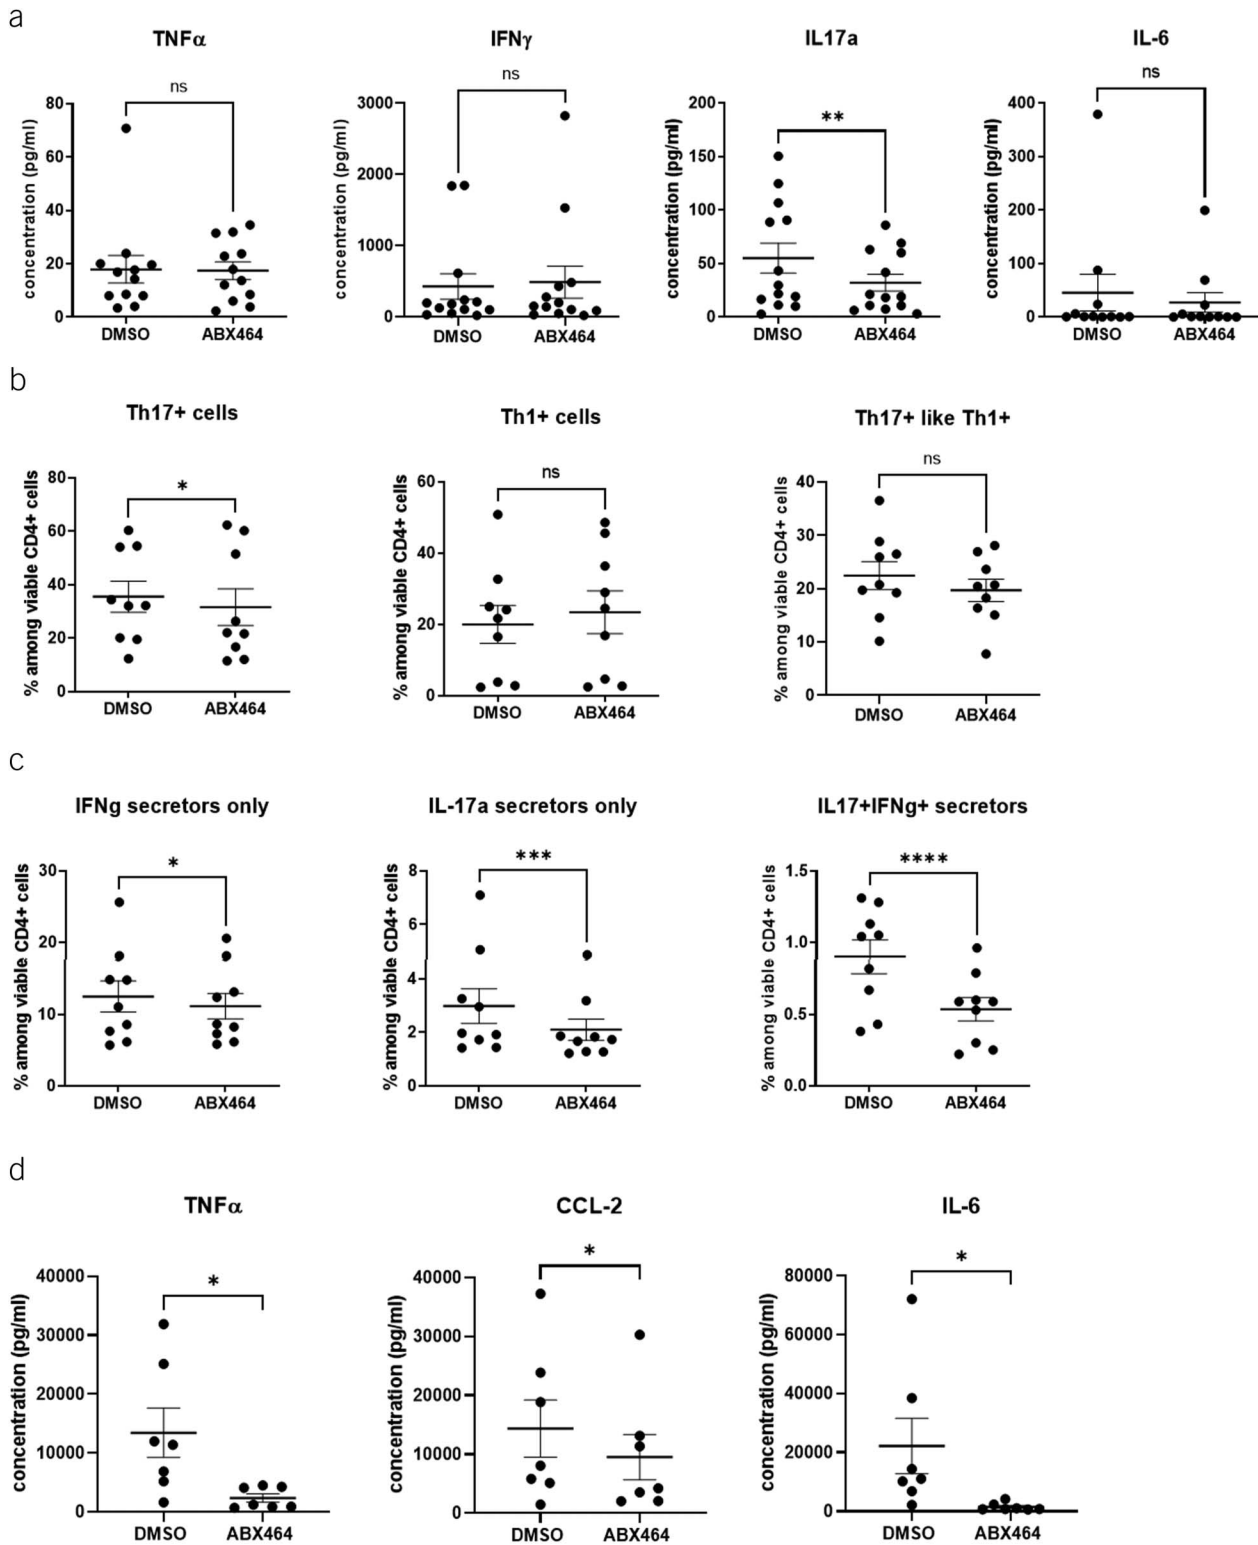 a
TNFα IFNγ IL17a IL-6
ns ns ** ns
concentration (pg/ml) concentration (pg/ml) concentration (pg/ml) concentration (pg/ml)
80 3000 200 400
60 2000 150 300
40 1000 100 200
20 0 50 100
0 0 0
DMSO ABX464 DMSO ABX464 DMSO ABX464 DMSO ABX464
b
Th17+ cells Th1+ cells Th17+ like Th1+
* ns ns
% among viable CD4+ cells % among viable CD4+ cells % among viable CD4+ cells
80 60 40
60 40 30
40 20 20
20 0 10
0 0
DMSO ABX464 DMSO ABX464 DMSO ABX464
c
IFNg secretors only IL-17a secretors only IL17+IFNg+ secretors
* *** ****
% among viable CD4+ cells % among viable CD4+ cells % among viable CD4+ cells
30 8 1.5
20 6 1.0
10 4 0.5
0 2 0.0
0
DMSO ABX464 DMSO ABX464 DMSO ABX464
d
TNFα CCL-2 IL-6
* * *
concentration (pg/ml) concentration (pg/ml) concentration (pg/ml)
40000 40000 80000
30000 30000 60000
20000 20000 40000
10000 10000 20000
0 0 0
DMSO ABX464 DMSO ABX464 DMSO ABX464